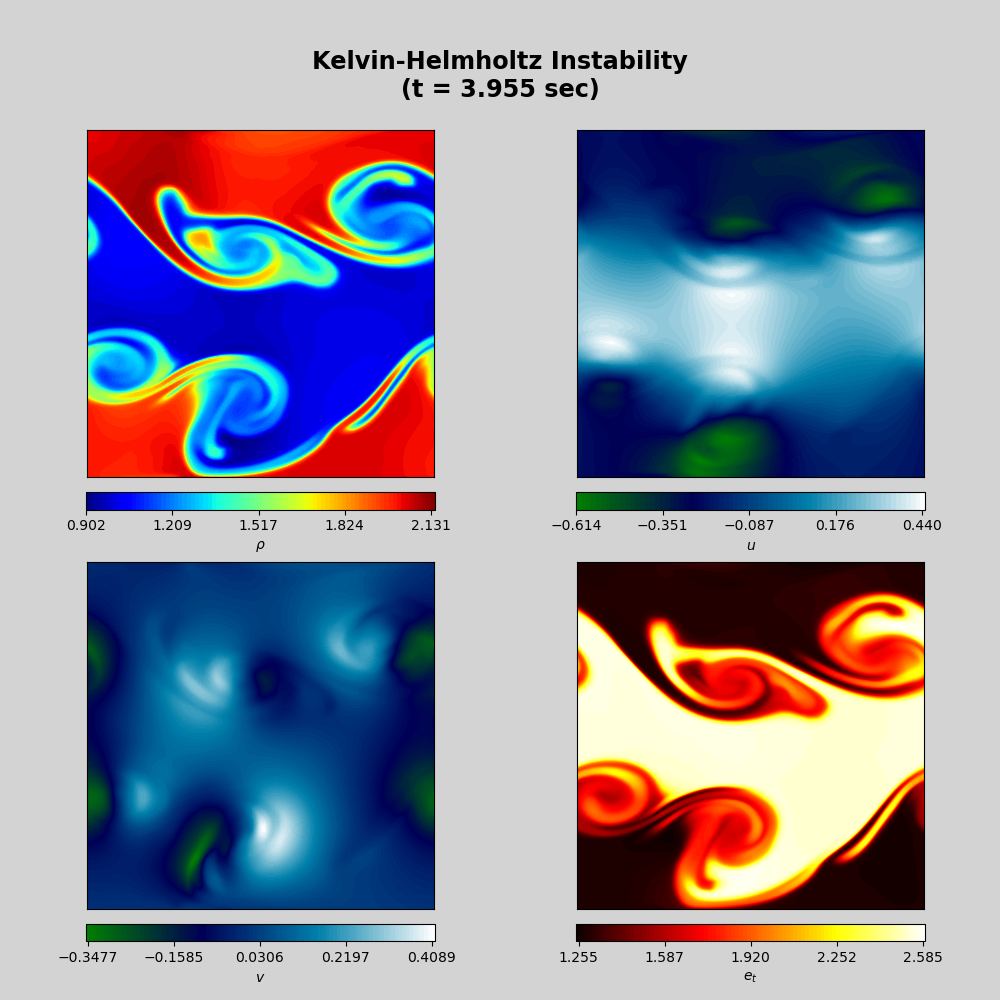 Kelvin-Helmholtz Instability
(t = 3.955 sec)
0.902 1.209 1.517 1.824 2.131
ρ
−0.614 −0.351 −0.087 0.176 0.440
u
−0.3477 −0.1585 0.0306 0.2197 0.4089
v
1.255 1.587 1.920 2.252 2.585
e_t